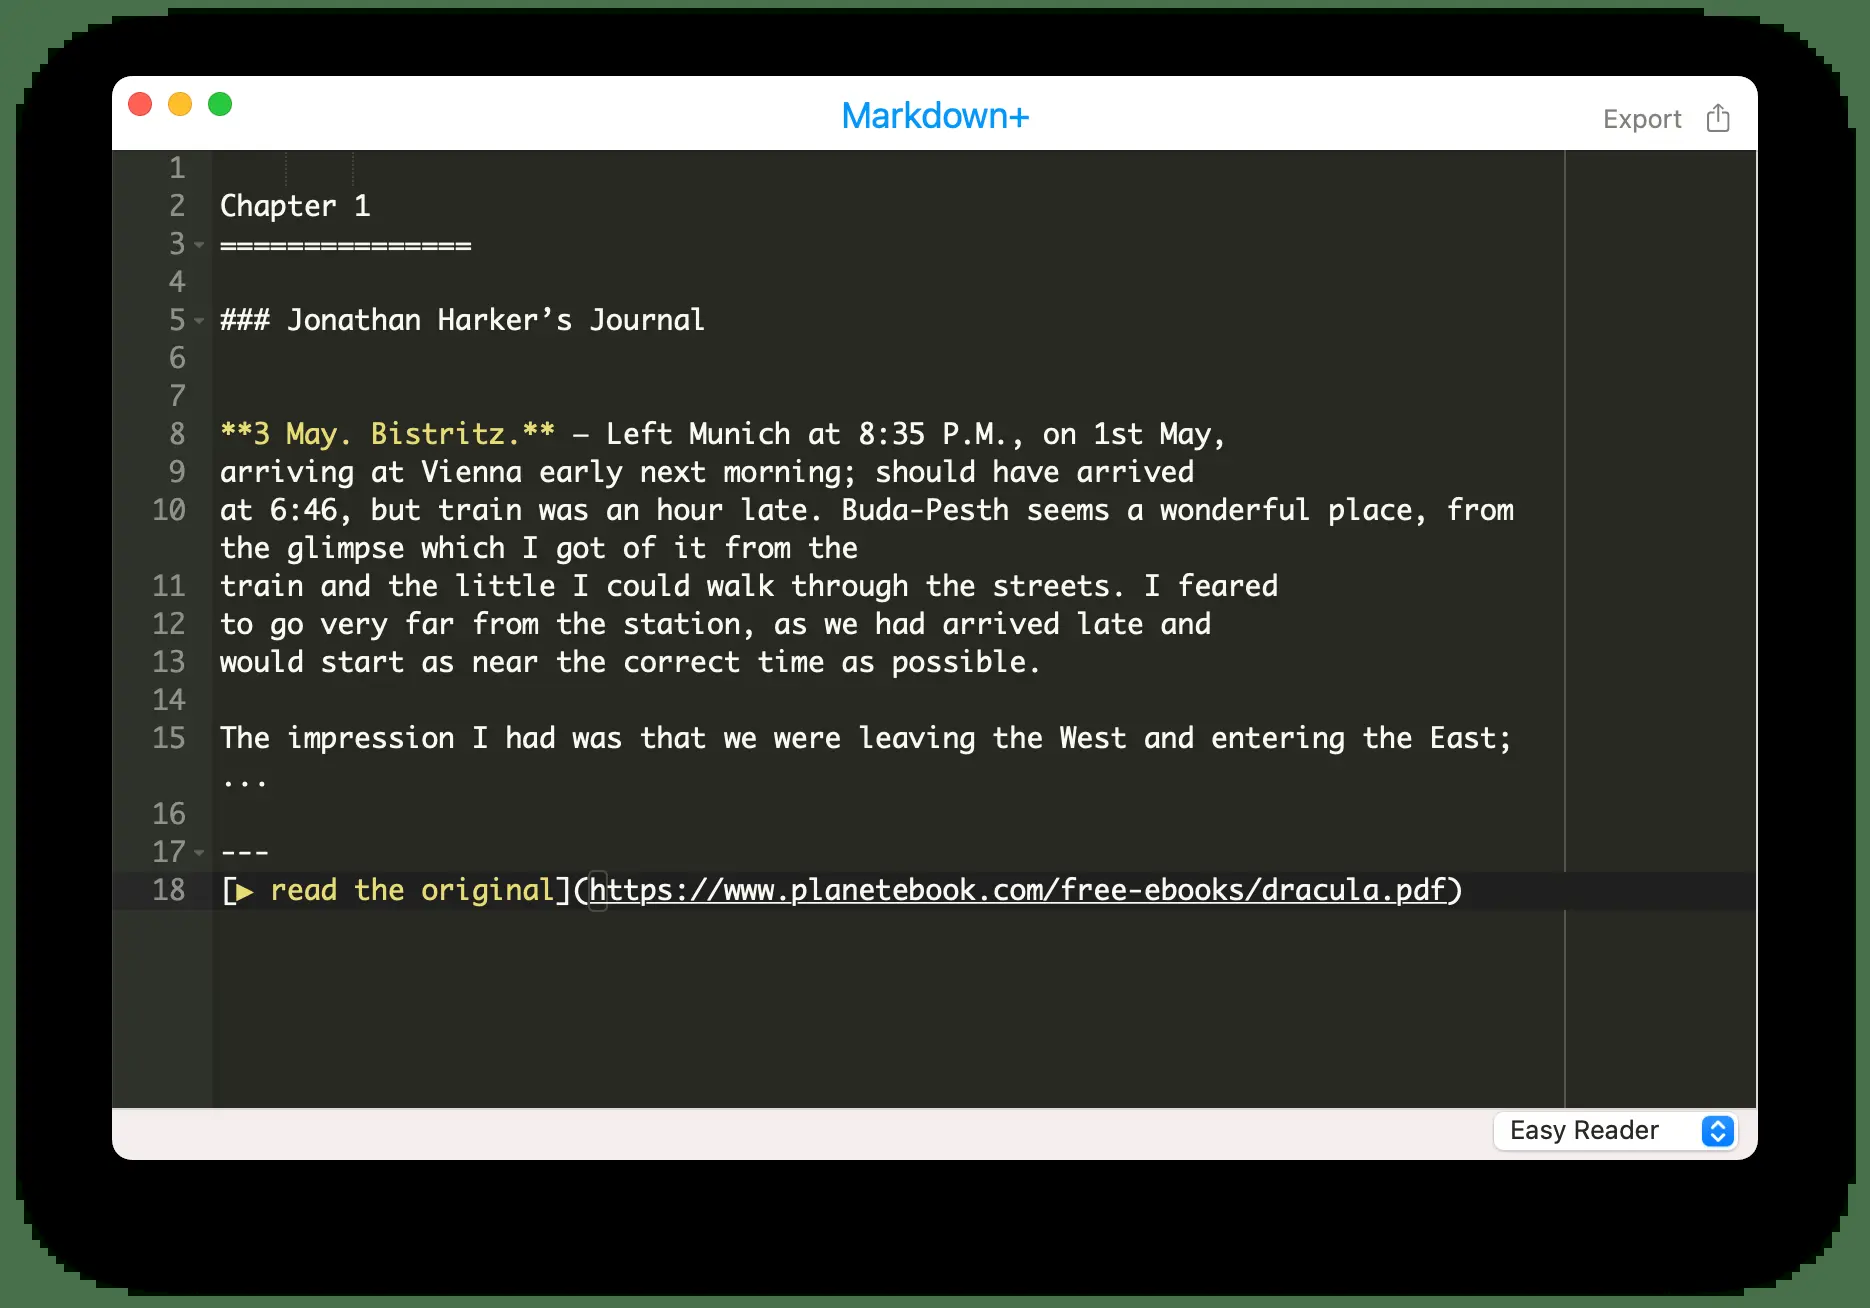 Markdown+
Export
1
2 Chapter 1
3 ===============
4
5 ### Jonathan Harker’s Journal
6
7
8 **3 May. Bistritz.** — Left Munich at 8:35 P.M., on 1st May,
9 arriving at Vienna early next morning; should have arrived
10 at 6:46, but train was an hour late. Buda-Pesth seems a wonderful place, from
the glimpse which I got of it from the
11 train and the little I could walk through the streets. I feared
12 to go very far from the station, as we had arrived late and
13 would start as near the correct time as possible.
14
15 The impression I had was that we were leaving the West and entering the East;
...
16
17 ---
18 [▶ read the original](https://www.planetebook.com/free-ebooks/dracula.pdf)
Easy Reader